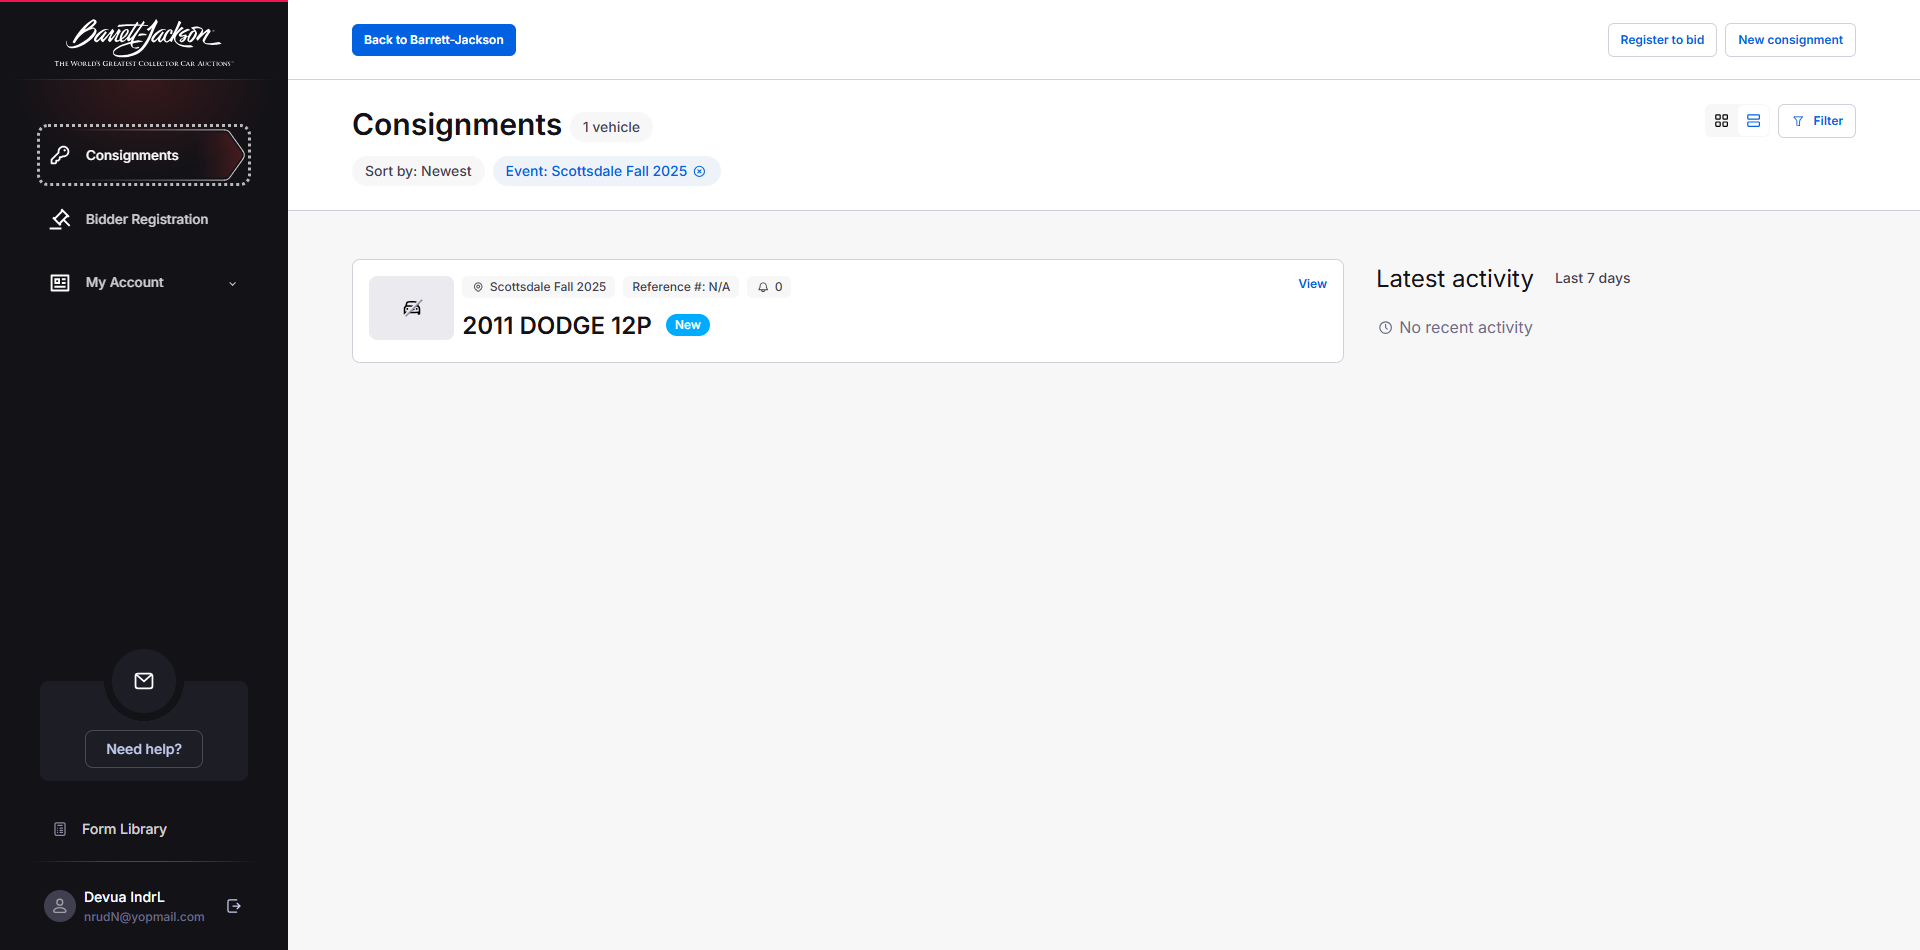 Barrett-Jackson
THE WORLD'S GREATEST COLLECTOR CAR AUCTIONS™
Consignments
Bidder Registration
My Account
Need help?
Form Library
Devua IndrL
nrudN@yopmail.com
Back to Barrett-Jackson
Register to bid
New consignment
Consignments
1 vehicle
Filter
Sort by: Newest
Event: Scottsdale Fall 2025
Scottsdale Fall 2025
Reference #: N/A
0
View
2011 DODGE 12P
New
Latest activity
Last 7 days
No recent activity